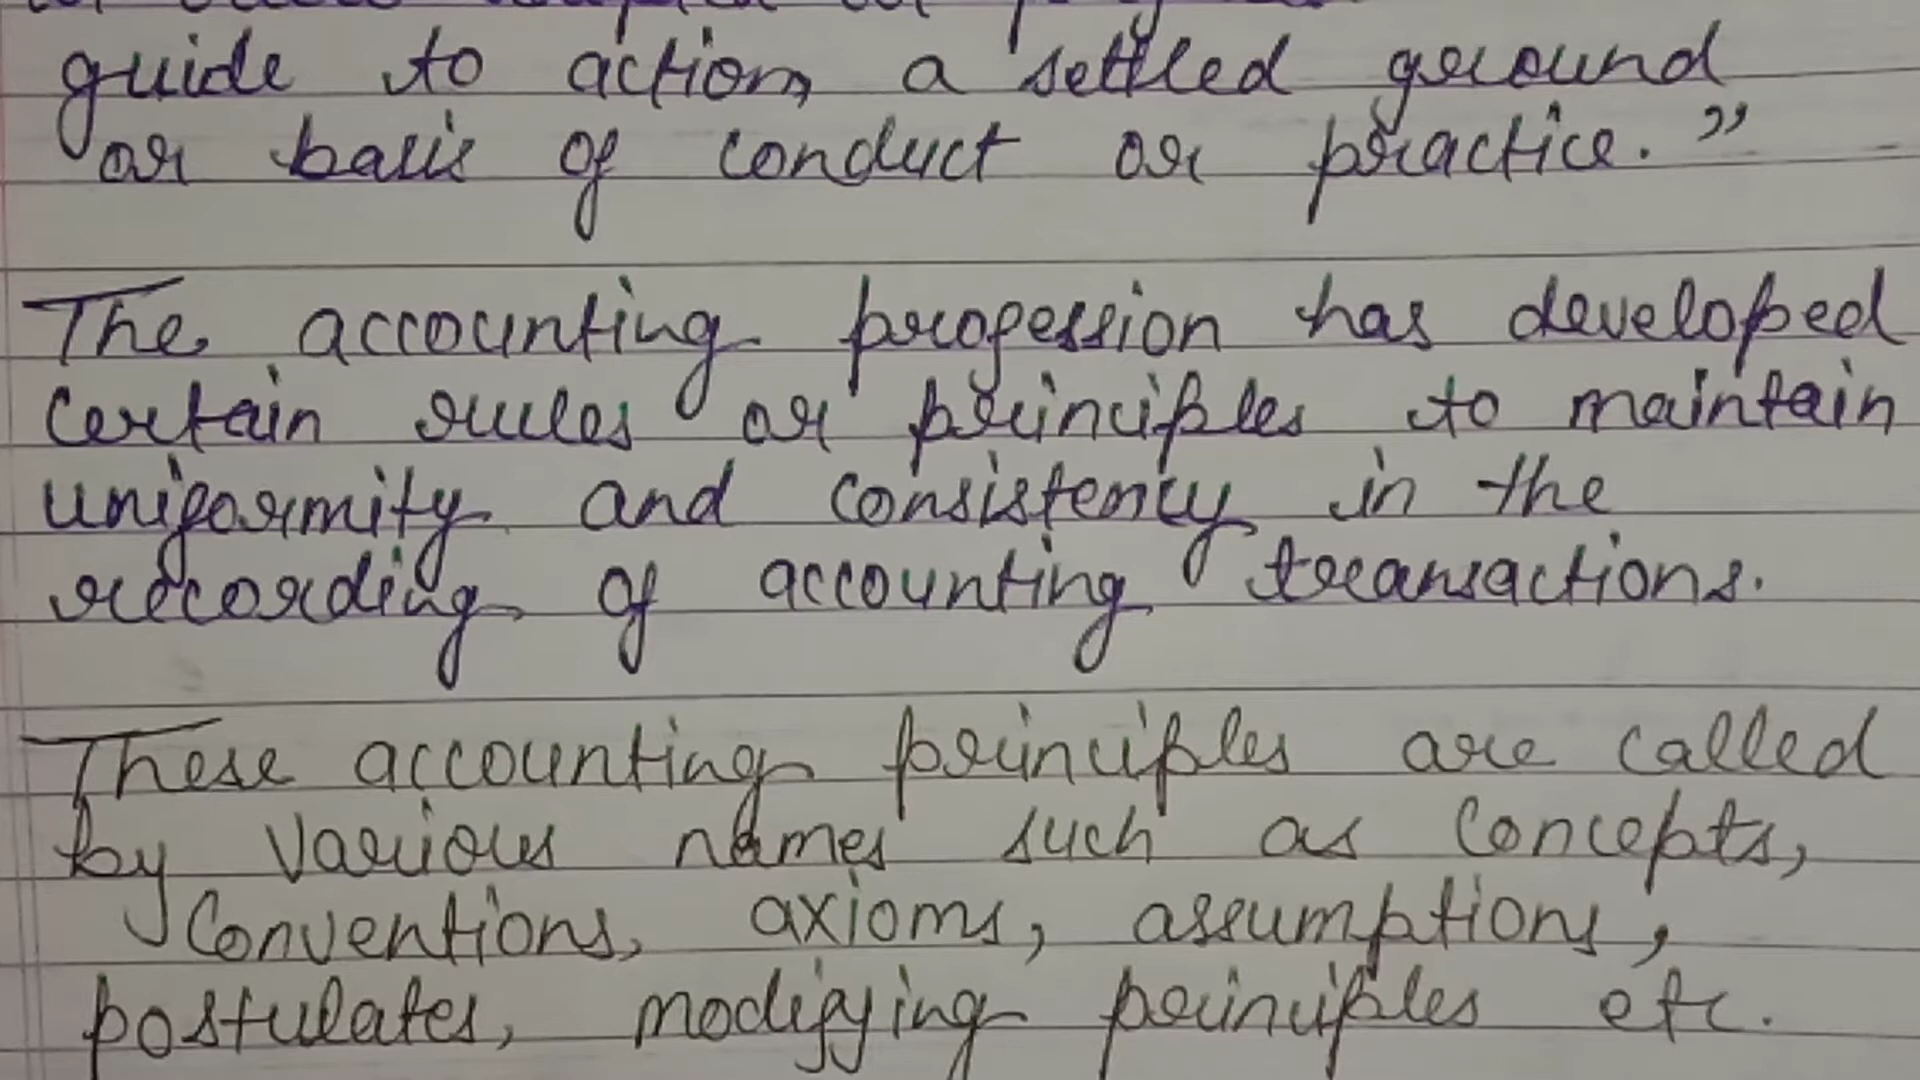 guide to action, a settled ground
or basis of conduct or practice."
The accounting profession has developed
certain rules or principles to maintain
uniformity and consistency in the
recording of accounting transactions.
These accounting principles are called
by various names such as concepts,
Conventions, axioms, assumptions,
postulates, modifying principles etc.